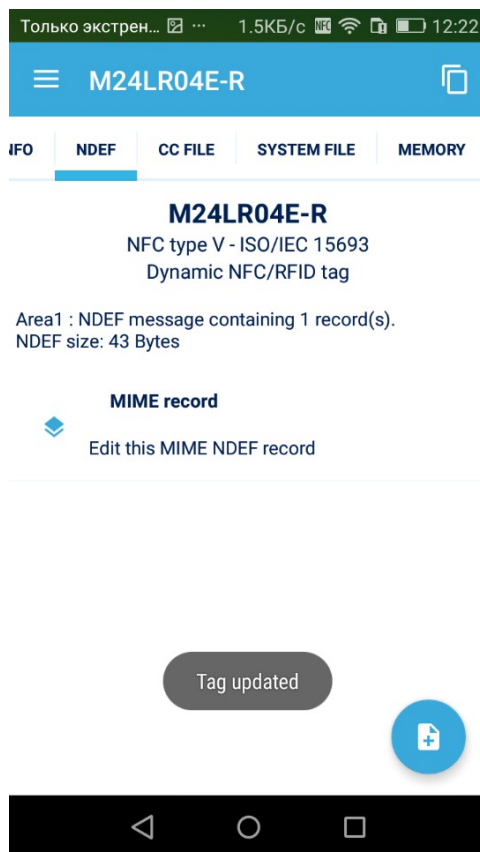 Только экстрен... ... 1.5КБ/с NFC 12:22
M24LR04E-R
NFO NDEF CC FILE SYSTEM FILE MEMORY
M24LR04E-R
NFC type V - ISO/IEC 15693
Dynamic NFC/RFID tag
Area1 : NDEF message containing 1 record(s).
NDEF size: 43 Bytes
MIME record
Edit this MIME NDEF record
Tag updated